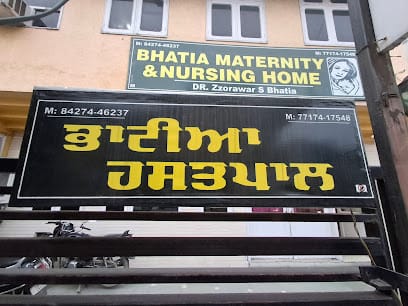 M: 84274-46237 M: 77174-17548
BHATIA MATERNITY
& NURSING HOME
DR. Zzorawar S Bhatia
M: 84274-46237 M: 77174-17548
ਭਾਟੀਆ
ਹਸਤਪਾਲ